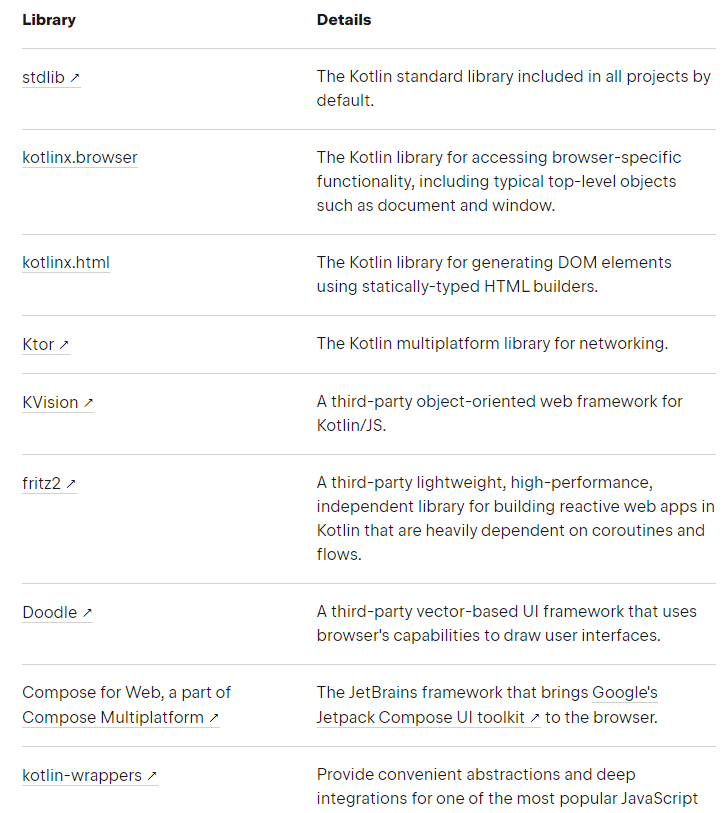 Library Details
stdlib ↗ The Kotlin standard library included in all projects by
default.
kotlinx.browser The Kotlin library for accessing browser-specific
functionality, including typical top-level objects
such as document and window.
kotlinx.html The Kotlin library for generating DOM elements
using statically-typed HTML builders.
Ktor ↗ The Kotlin multiplatform library for networking.
KVision ↗ A third-party object-oriented web framework for
Kotlin/JS.
fritz2 ↗ A third-party lightweight, high-performance,
independent library for building reactive web apps in
Kotlin that are heavily dependent on coroutines and
flows.
Doodle ↗ A third-party vector-based UI framework that uses
browser's capabilities to draw user interfaces.
Compose for Web, a part of The JetBrains framework that brings Google's
Compose Multiplatform ↗ Jetpack Compose UI toolkit ↗ to the browser.
kotlin-wrappers ↗ Provide convenient abstractions and deep
integrations for one of the most popular JavaScript